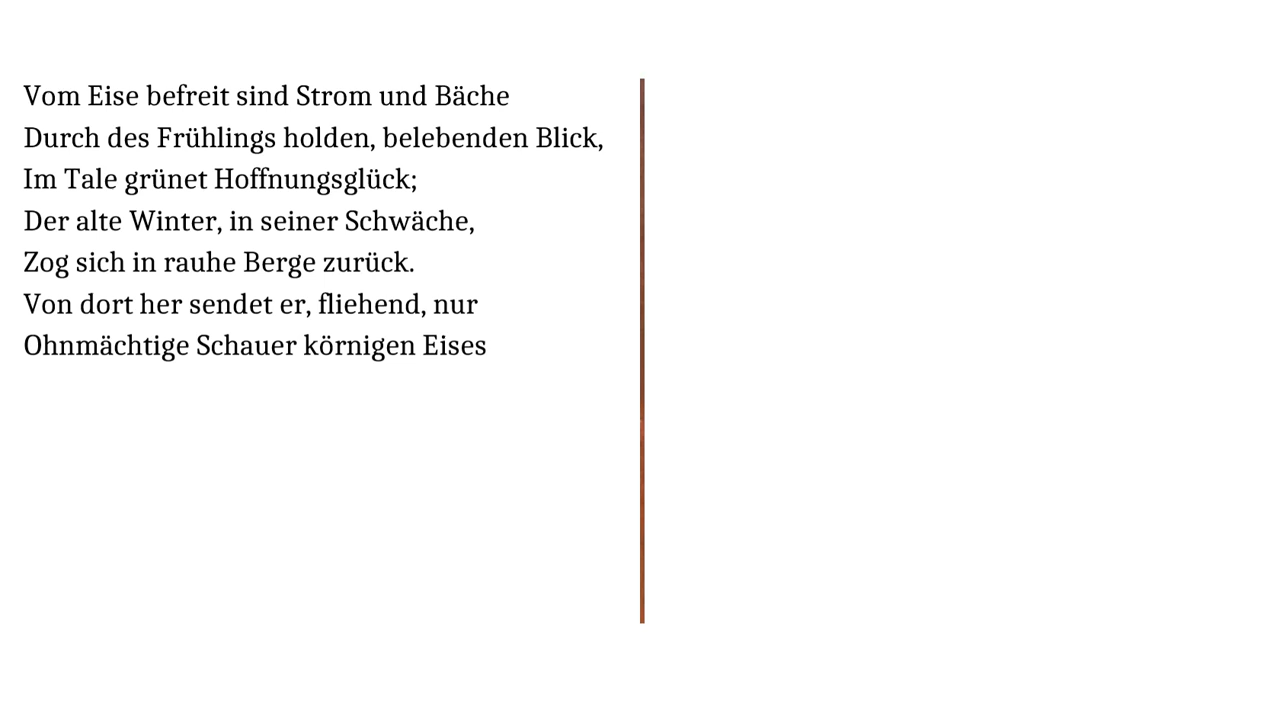 Vom Eise befreit sind Strom und Bäche
Durch des Frühlings holden, belebenden Blick,
Im Tale grünet Hoffnungsglück;
Der alte Winter, in seiner Schwäche,
Zog sich in rauhe Berge zurück.
Von dort her sendet er, fliehend, nur
Ohnmächtige Schauer körnigen Eises